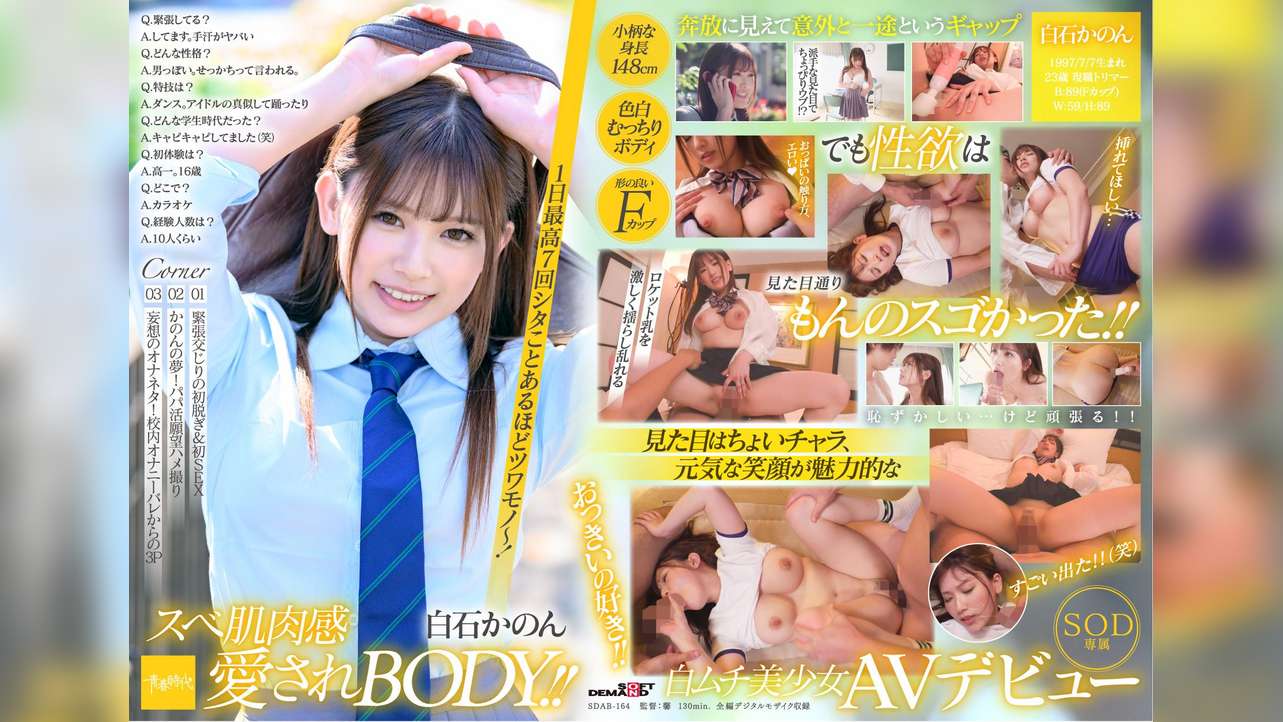 Q.緊張してる?
A.してます。手汗がヤバい
Q.どんな性格?
A.男っぽい。せっかちって言われる。
Q.特技は?
A.ダンス。アイドルの真似して踊ったり
Q.どんな学生時代だった?
A.キャピキャピしてました(笑)
Q.初体験は?
A.高一。16歳
Q.どこで?
A.カラオケ
Q.経験人数は?
A.10人くらい
Corner
01 緊張交じりの初脱ぎ&初SEX
02 かのんの夢!パパ活願望ハメ撮り
03 妄想のオナネタ!校内オナニーバレからの3P
1日最高7回シタことあるほどツワモノ〜!
スベ肌肉感
愛されBODY!!
白石かのん
青春時代
小柄な
身長
148cm
色白
むっちり
ボディ
形の良い
F
カップ
奔放に見えて意外と一途というギャップ
派手な見た目で
ちょっぴりウブ!?
白石かのん
1997/7/7生まれ
23歳 現職トリマー
B:89(Fカップ)
W:59/H:89
おっぱいの触り方、
エロい♥
でも性欲は
挿れてほしい…
ロケット乳を
激しく揺らし乱れる
見た目通り
もんのスゴかった!!
恥ずかしい…けど頑張る!!
見た目はちょいチャラ、
元気な笑顔が魅力的な
おっきいの好き!!
すごい出た!!(笑)
SOD
専属
白ムチ美少女AVデビュー
SOFT ON DEMAND
SDAB-164 監督:馨 130min. 全編デジタルモザイク収録